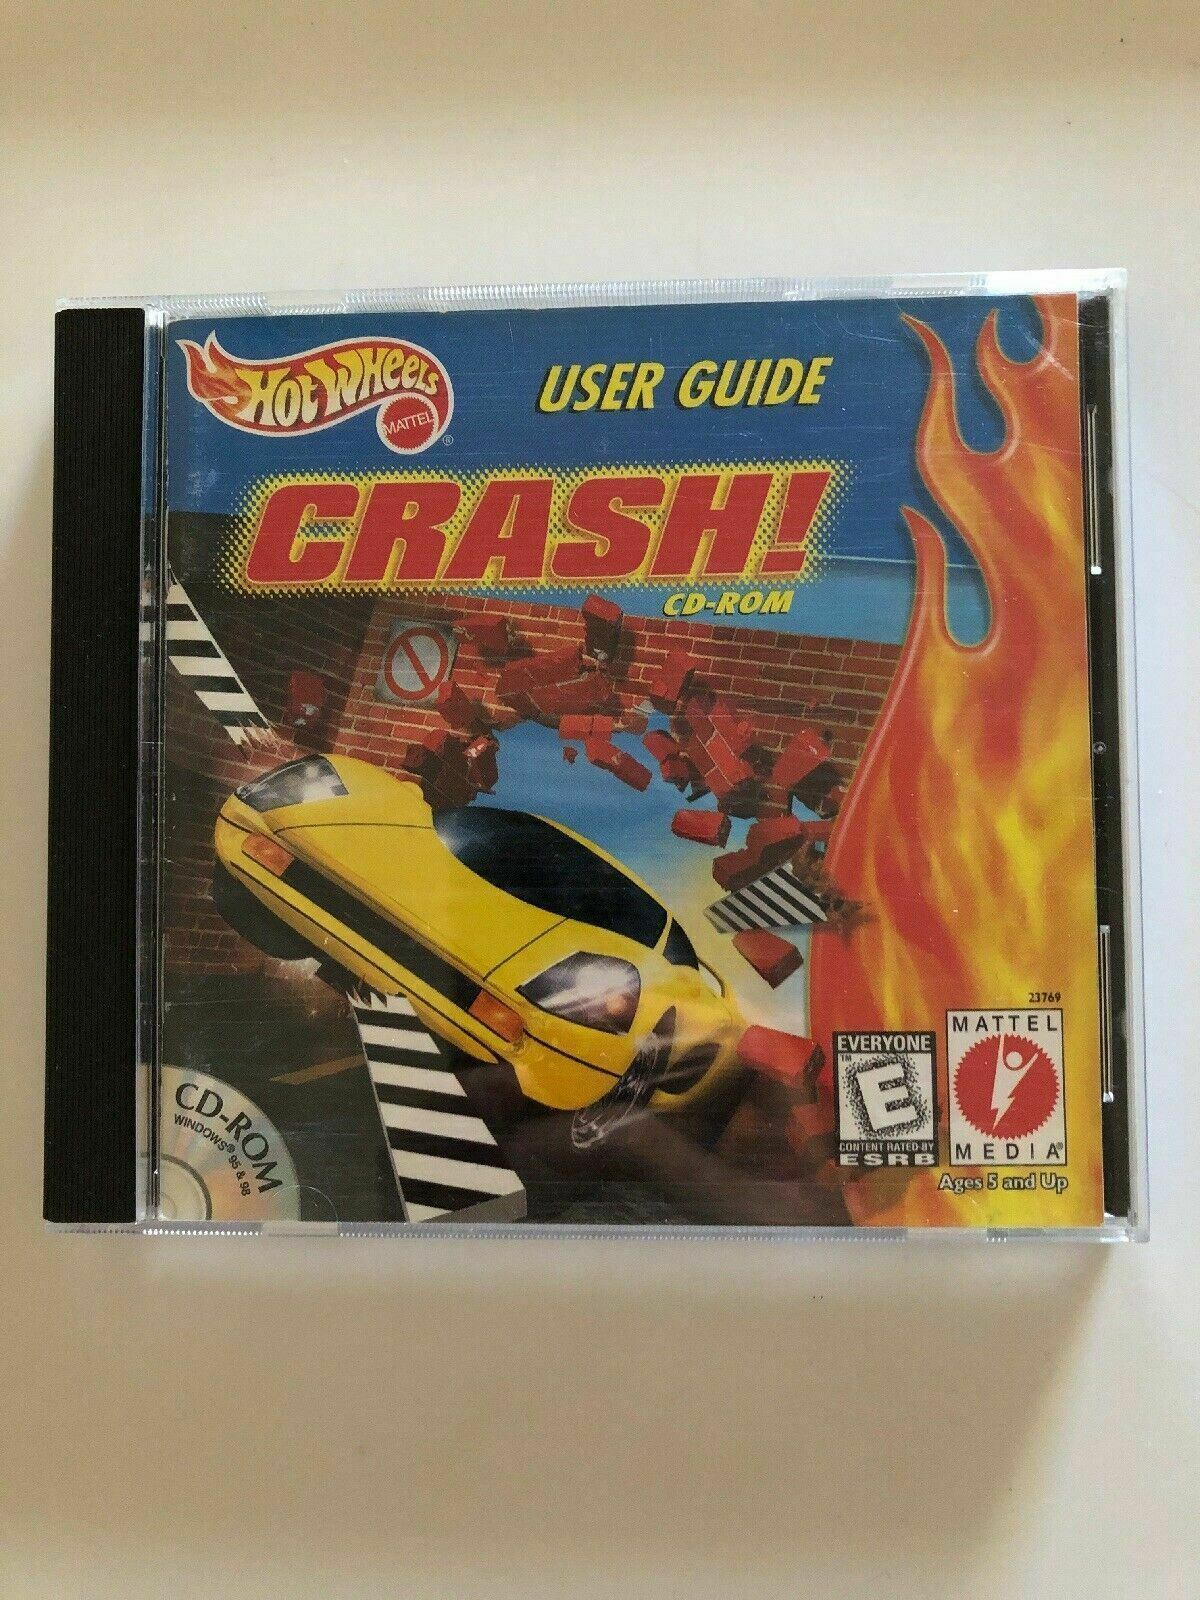 HOT WHEELS
MATTEL
®
USER GUIDE
CRASH!
CD-ROM
23769
EVERYONE
™
E
CONTENT RATED BY
ESRB
MATTEL
MEDIA®
Ages 5 and Up
CD-ROM
WINDOWS® 95 & 98